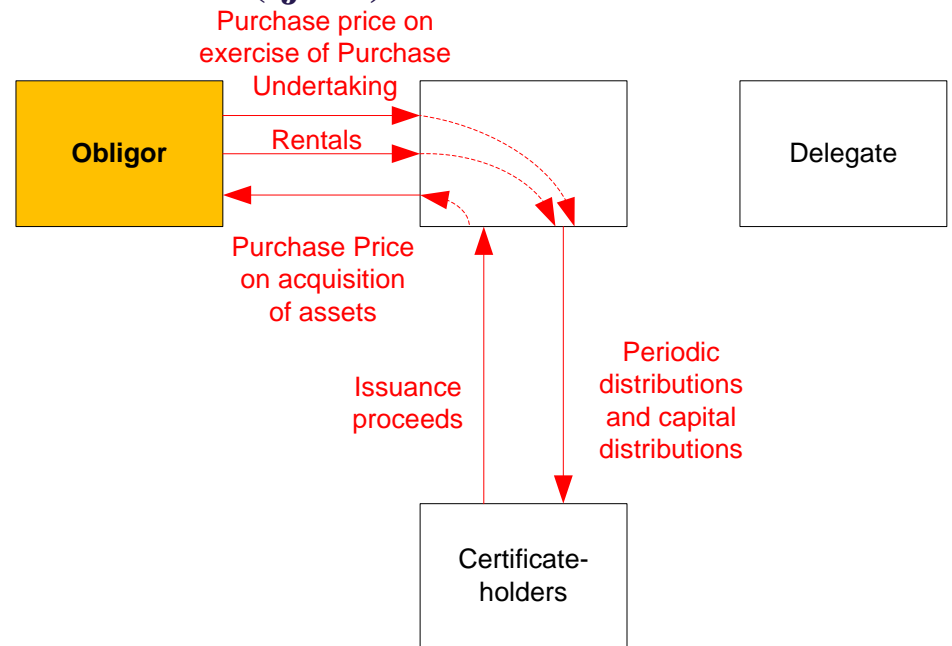 Purchase price on
exercise of Purchase
Undertaking
Obligor
Rentals
Delegate
Purchase Price
on acquisition
of assets
Issuance
proceeds
Periodic
distributions
and capital
distributions
Certificate-
holders